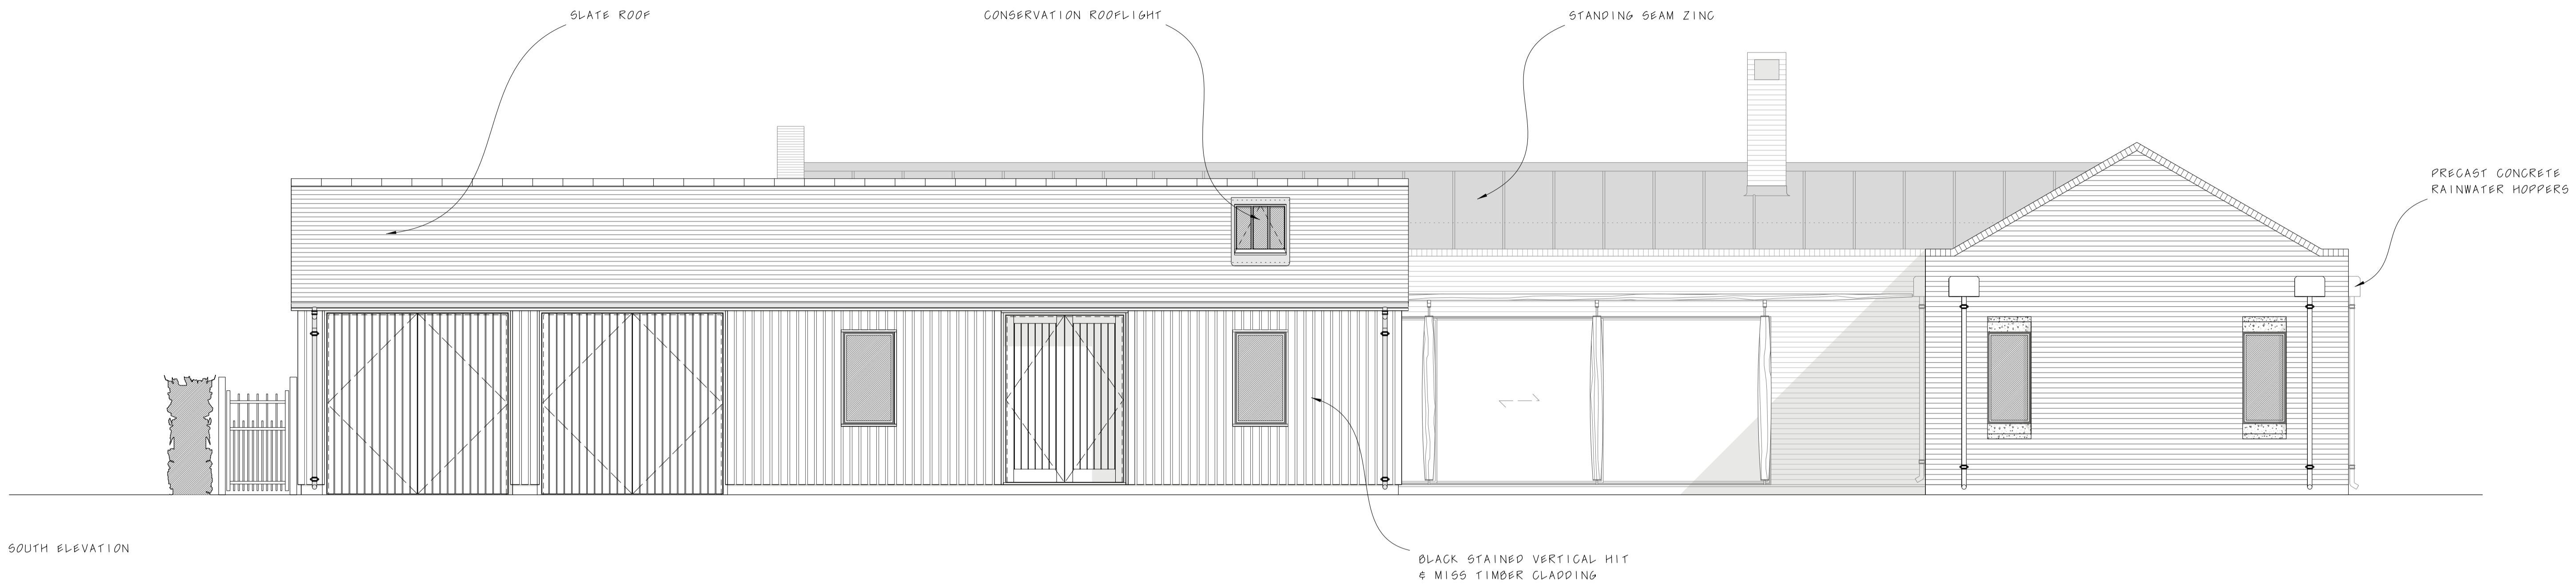 SLATE ROOF
CONSERVATION ROOFLIGHT
STANDING SEAM ZINC
PRECAST CONCRETE
RAINWATER HOPPERS
SOUTH ELEVATION
BLACK STAINED VERTICAL HIT
& MISS TIMBER CLADDING